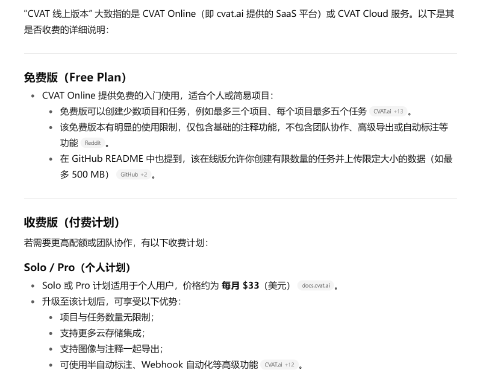 “CVAT 线上版本” 大致指的是 CVAT Online（即 cvat.ai 提供的 SaaS 平台）或 CVAT Cloud 服务。以下是其
是否收费的详细说明：
免费版（Free Plan）
• CVAT Online 提供免费的入门使用，适合个人或简易项目：
• 免费版可以创建少数项目和任务，例如最多三个项目、每个项目最多五个任务 CVAT.ai +13 。
• 该免费版本有明显的使用限制，仅包含基础的注释功能，不包含团队协作、高级导出或自动标注等
功能 Reddit 。
• 在 GitHub README 中也提到，该在线版允许你创建有限数量的任务并上传限定大小的数据（如最
多 500 MB） GitHub +2 。
收费版（付费计划）
若需要更高配额或团队协作，有以下收费计划：
Solo / Pro（个人计划）
• Solo 或 Pro 计划适用于个人用户，价格约为 每月 $33（美元） docs.cvat.ai 。
• 升级至该计划后，可享受以下优势：
• 项目与任务数量无限制；
• 支持更多云存储集成；
• 支持图像与注释一起导出；
• 可使用半自动标注、Webhook 自动化等高级功能 CVAT.ai +12 。